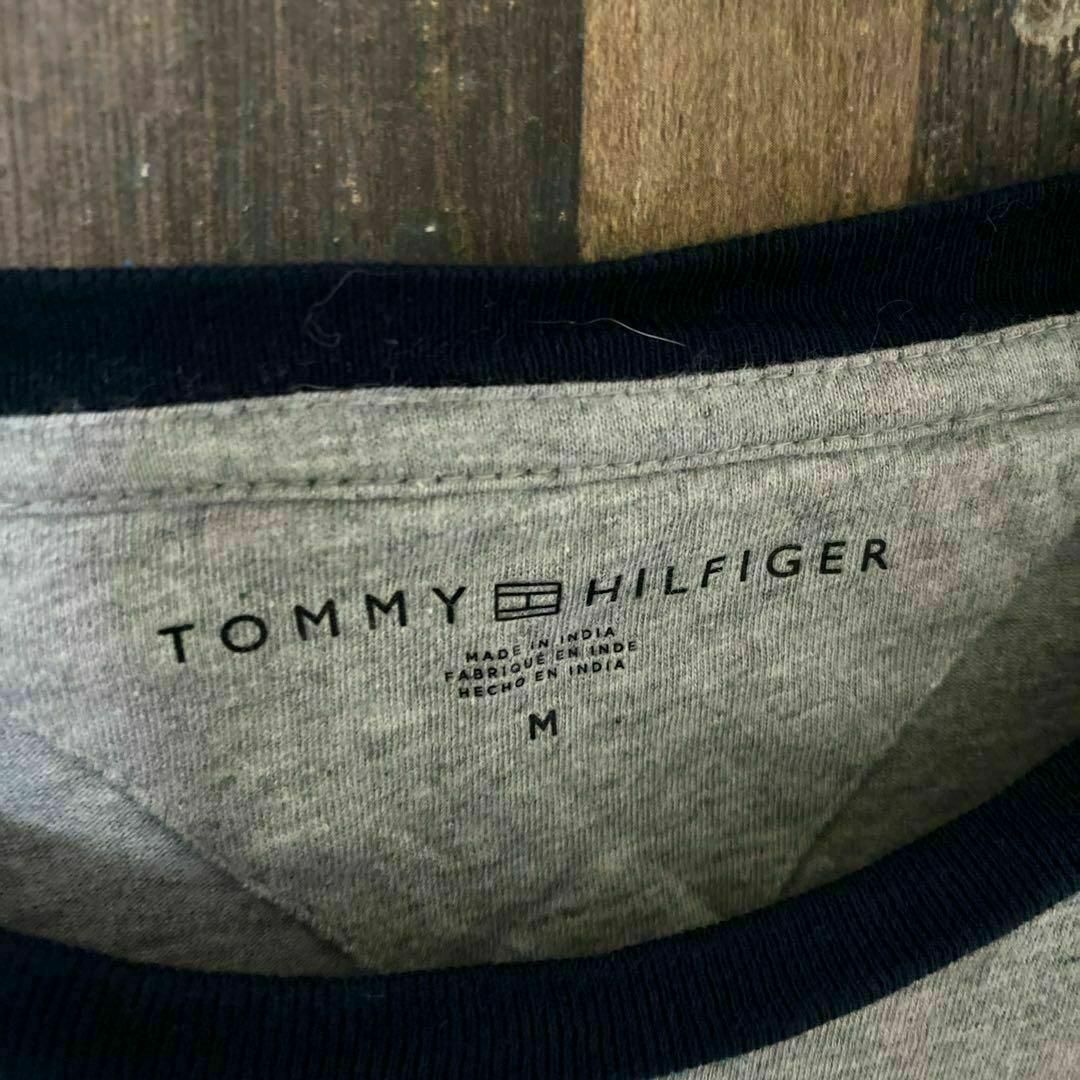 TOMMY HILFIGER
MADE IN INDIA
FABRIQUÉ EN INDE
HECHO EN INDIA
M